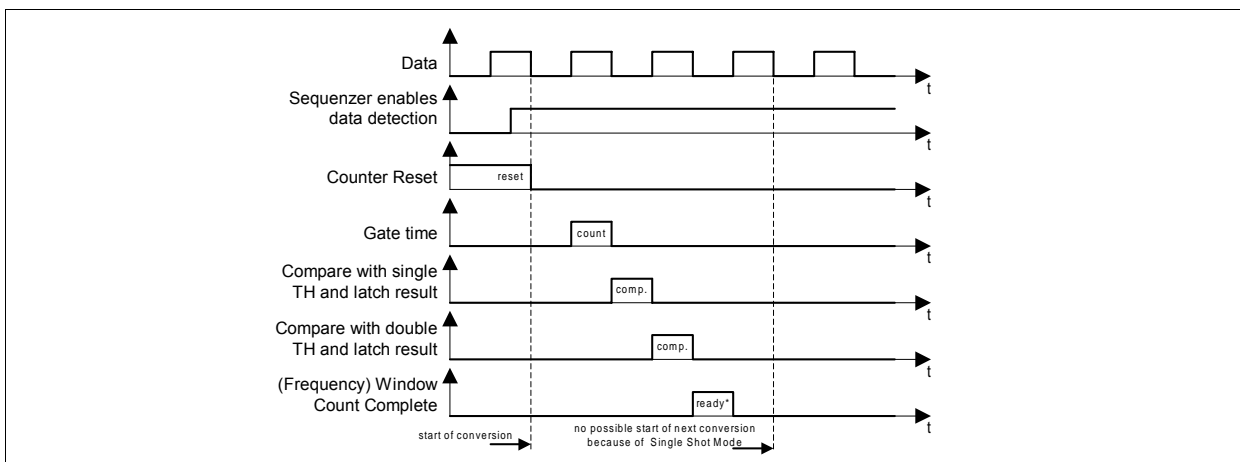 Data
t
Sequenzer enables
data detection
t
Counter Reset
reset
t
Gate time
count
t
Compare with single
TH and latch result
comp.
t
Compare with double
TH and latch result
comp.
t
(Frequency) Window
Count Complete
ready*
t
start of conversion
no possible start of next conversion
because of Single Shot Mode